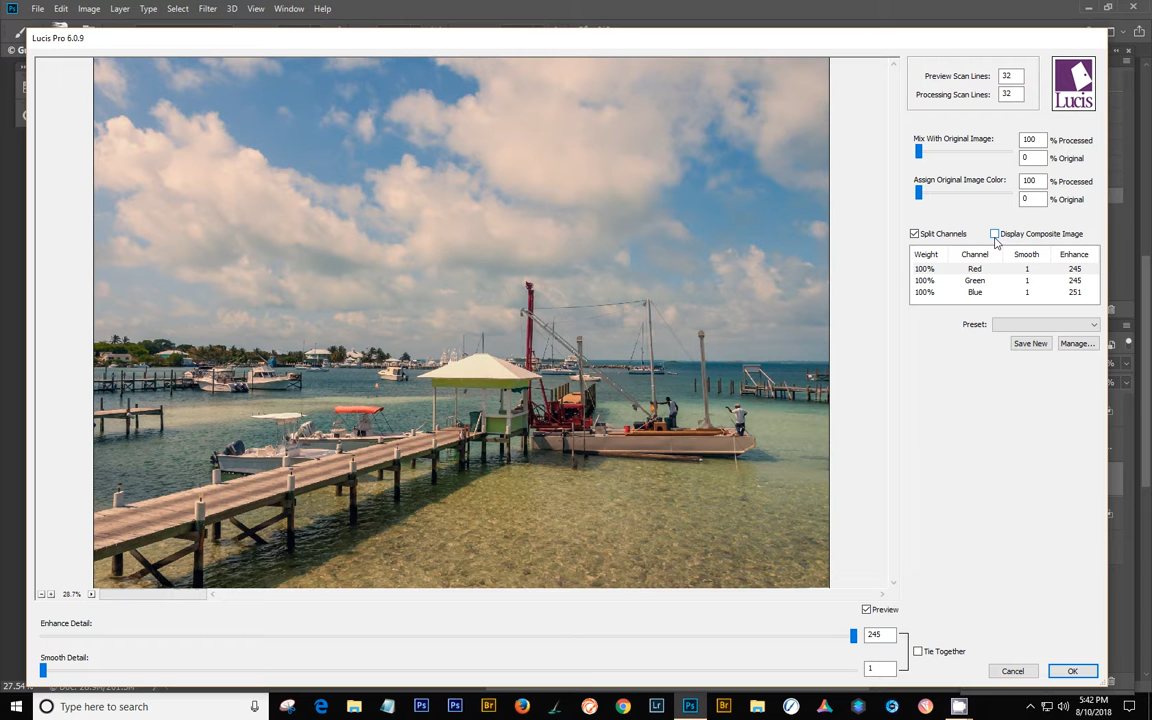 File Edit Image Layer Type Select Filter 3D View Window Help
Lucis Pro 6.0.9
Preview Scan Lines: 32
Processing Scan Lines: 32
Lucis
Mix With Original Image: 100 % Processed
0 % Original
Assign Original Image Color: 100 % Processed
0 % Original
Split Channels Display Composite Image
Weight Channel Smooth Enhance
100% Red 1 245
100% Green 1 245
100% Blue 1 251
Preset:
Save New Manage...
28.7%
Preview
Enhance Detail: 245
Smooth Detail: 1
Tie Together
Cancel OK
Type here to search
5:42 PM
8/10/2018